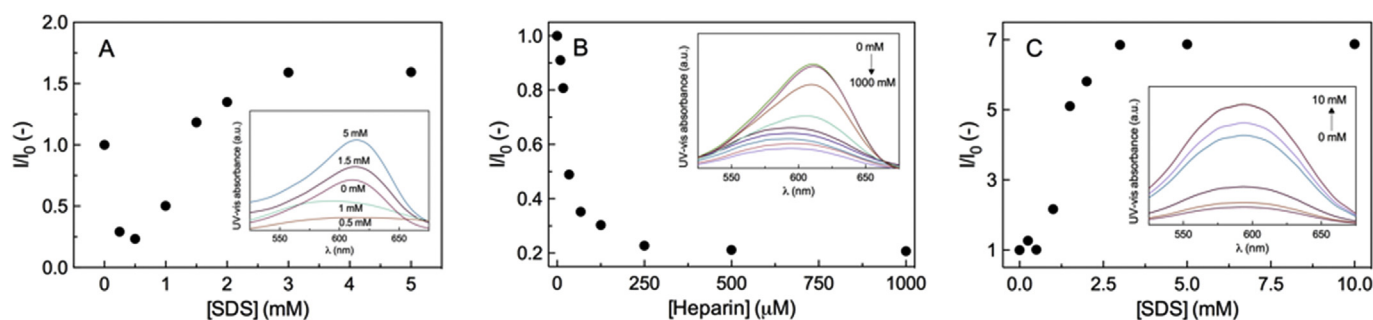 A
I/I0 (-)
2.0
1.5
1.0
0.5
0.0
0 1 2 3 4 5
[SDS] (mM)
UV-vis absorbance (a.u.)
5 mM
1.5 mM
0 mM
1 mM
0.5 mM
550 600 650
λ (nm)
B
I/I0 (-)
1.0
0.8
0.6
0.4
0.2
0 250 500 750 1000
[Heparin] (μM)
UV-vis absorbance (a.u.)
0 mM
1000 mM
550 600 650
λ (nm)
C
I/I0 (-)
7
5
3
1
0.0 2.5 5.0 7.5 10.0
[SDS] (mM)
UV-vis absorbance (a.u.)
10 mM
0 mM
550 600 650
λ (nm)